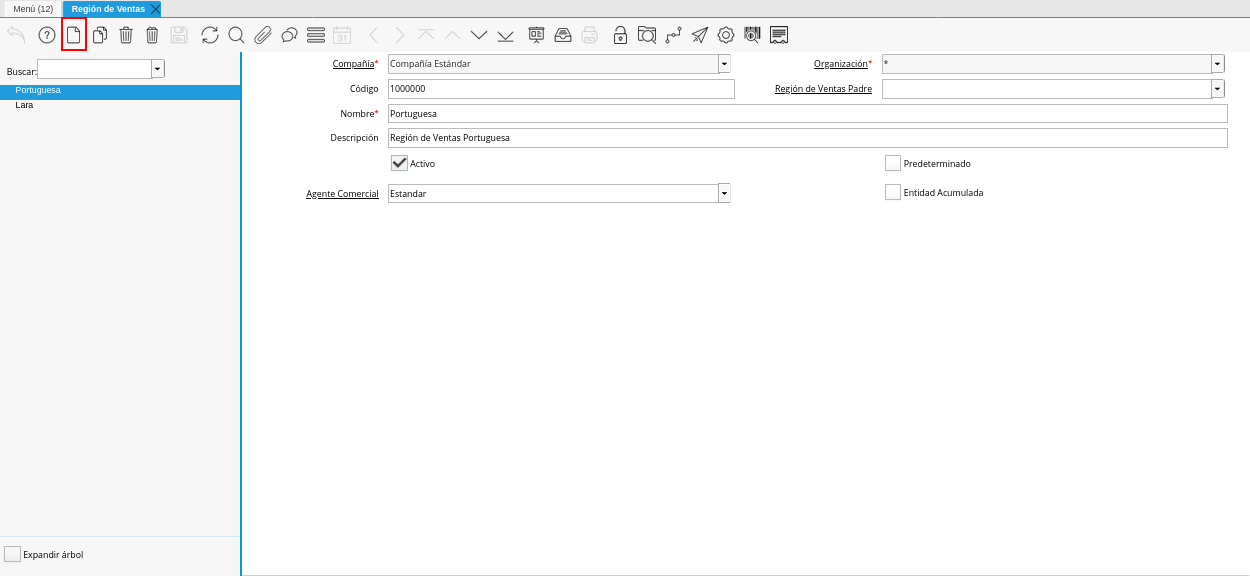 Menú (12) Región de Ventas
31
Buscar:
Portuguesa
Lara
Compañía* Compañía Estándar Organización* *
Código 1000000 Región de Ventas Padre
Nombre* Portuguesa
Descripción Región de Ventas Portuguesa
Activo Predeterminado
Agente Comercial Estandar Entidad Acumulada
Expandir árbol